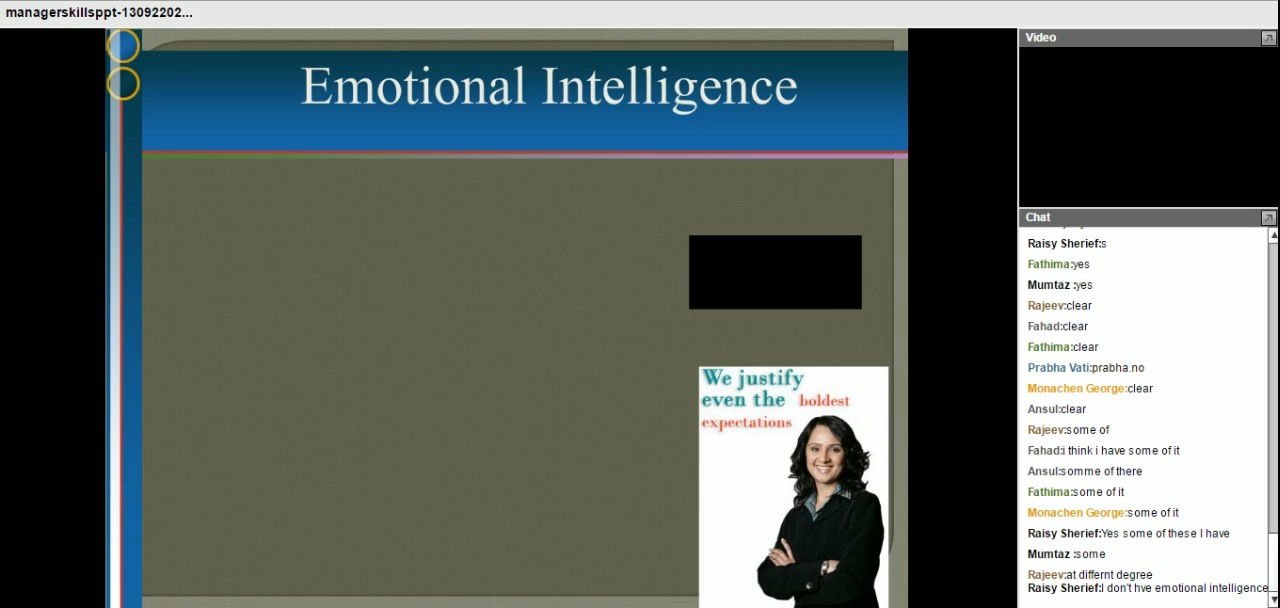 managerskillsppt-13092202...
Emotional Intelligence
We justify
even the boldest
expectations
Video
Chat
Raisy Sherief:s
Fathima:yes
Mumtaz :yes
Rajeev:clear
Fahad:clear
Fathima:clear
Prabha Vati:prabha.no
Monachen George:clear
Ansul:clear
Rajeev:some of
Fahad:i think i have some of it
Ansul:somme of there
Fathima:some of it
Monachen George:some of it
Raisy Sherief:Yes some of these I have
Mumtaz :some
Rajeev:at differnt degree
Raisy Sherief:I don't hve emotional intelligence